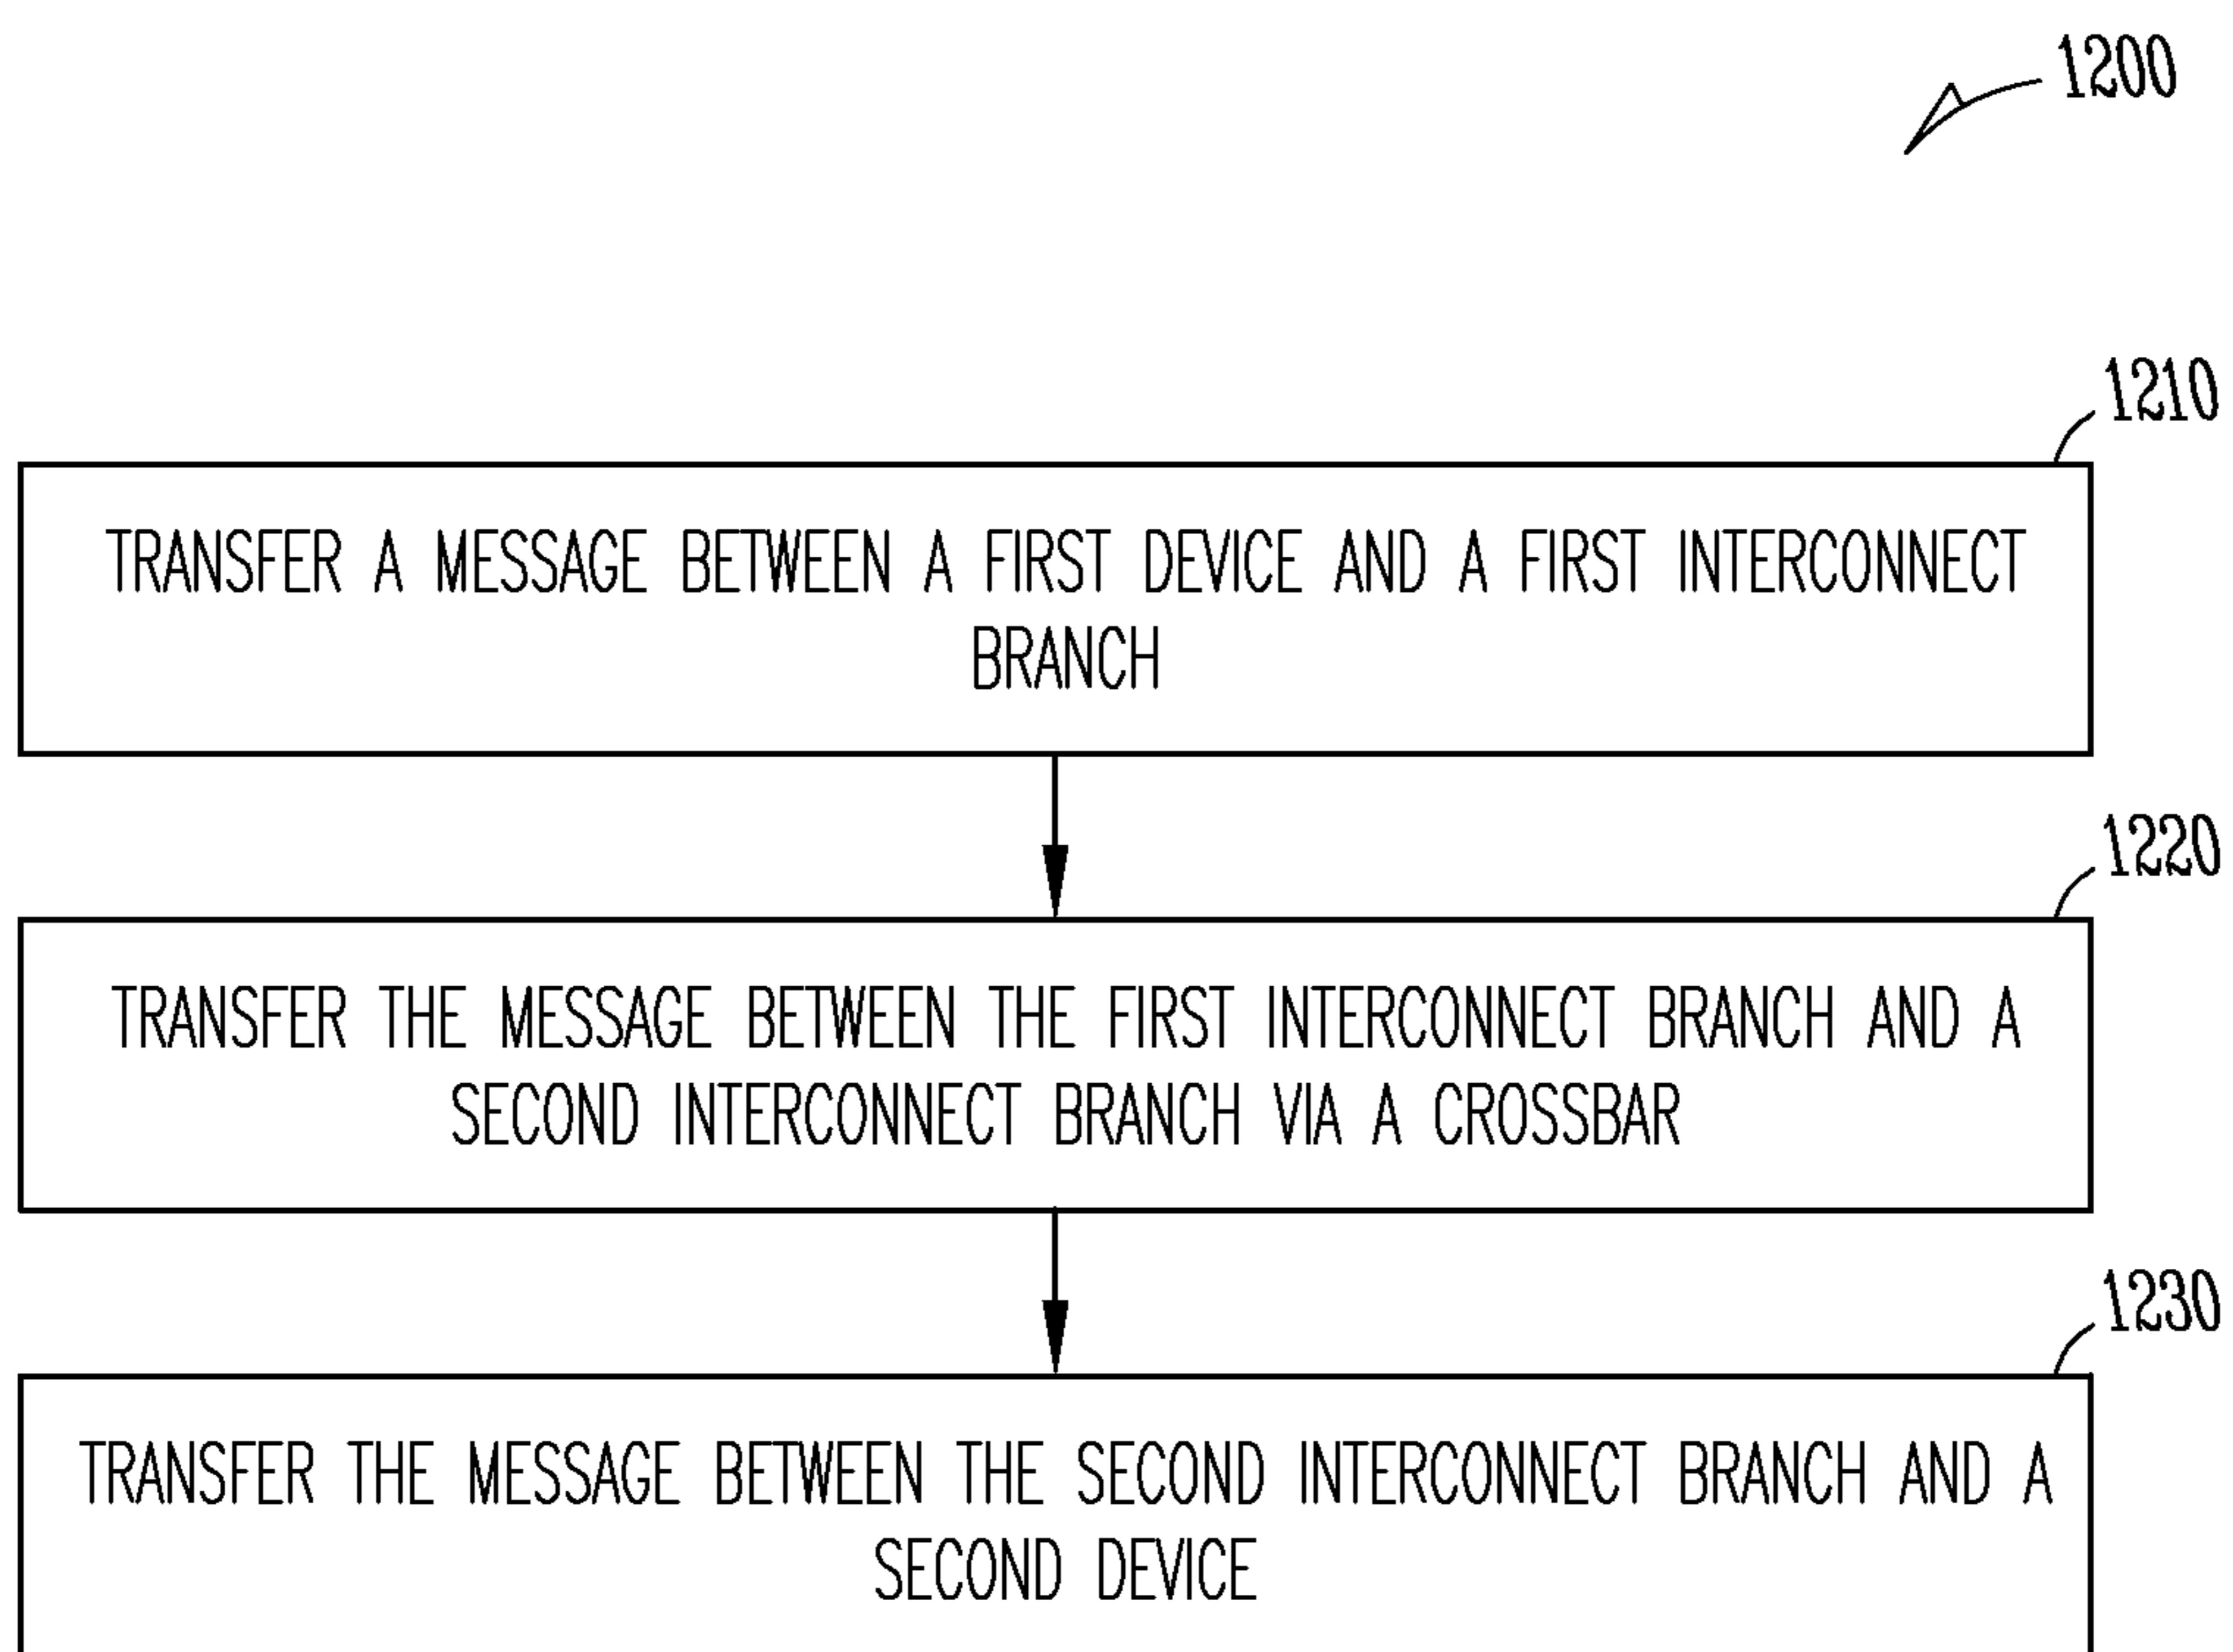 1200
1210
TRANSFER A MESSAGE BETWEEN A FIRST DEVICE AND A FIRST INTERCONNECT
BRANCH
1220
TRANSFER THE MESSAGE BETWEEN THE FIRST INTERCONNECT BRANCH AND A
SECOND INTERCONNECT BRANCH VIA A CROSSBAR
1230
TRANSFER THE MESSAGE BETWEEN THE SECOND INTERCONNECT BRANCH AND A
SECOND DEVICE